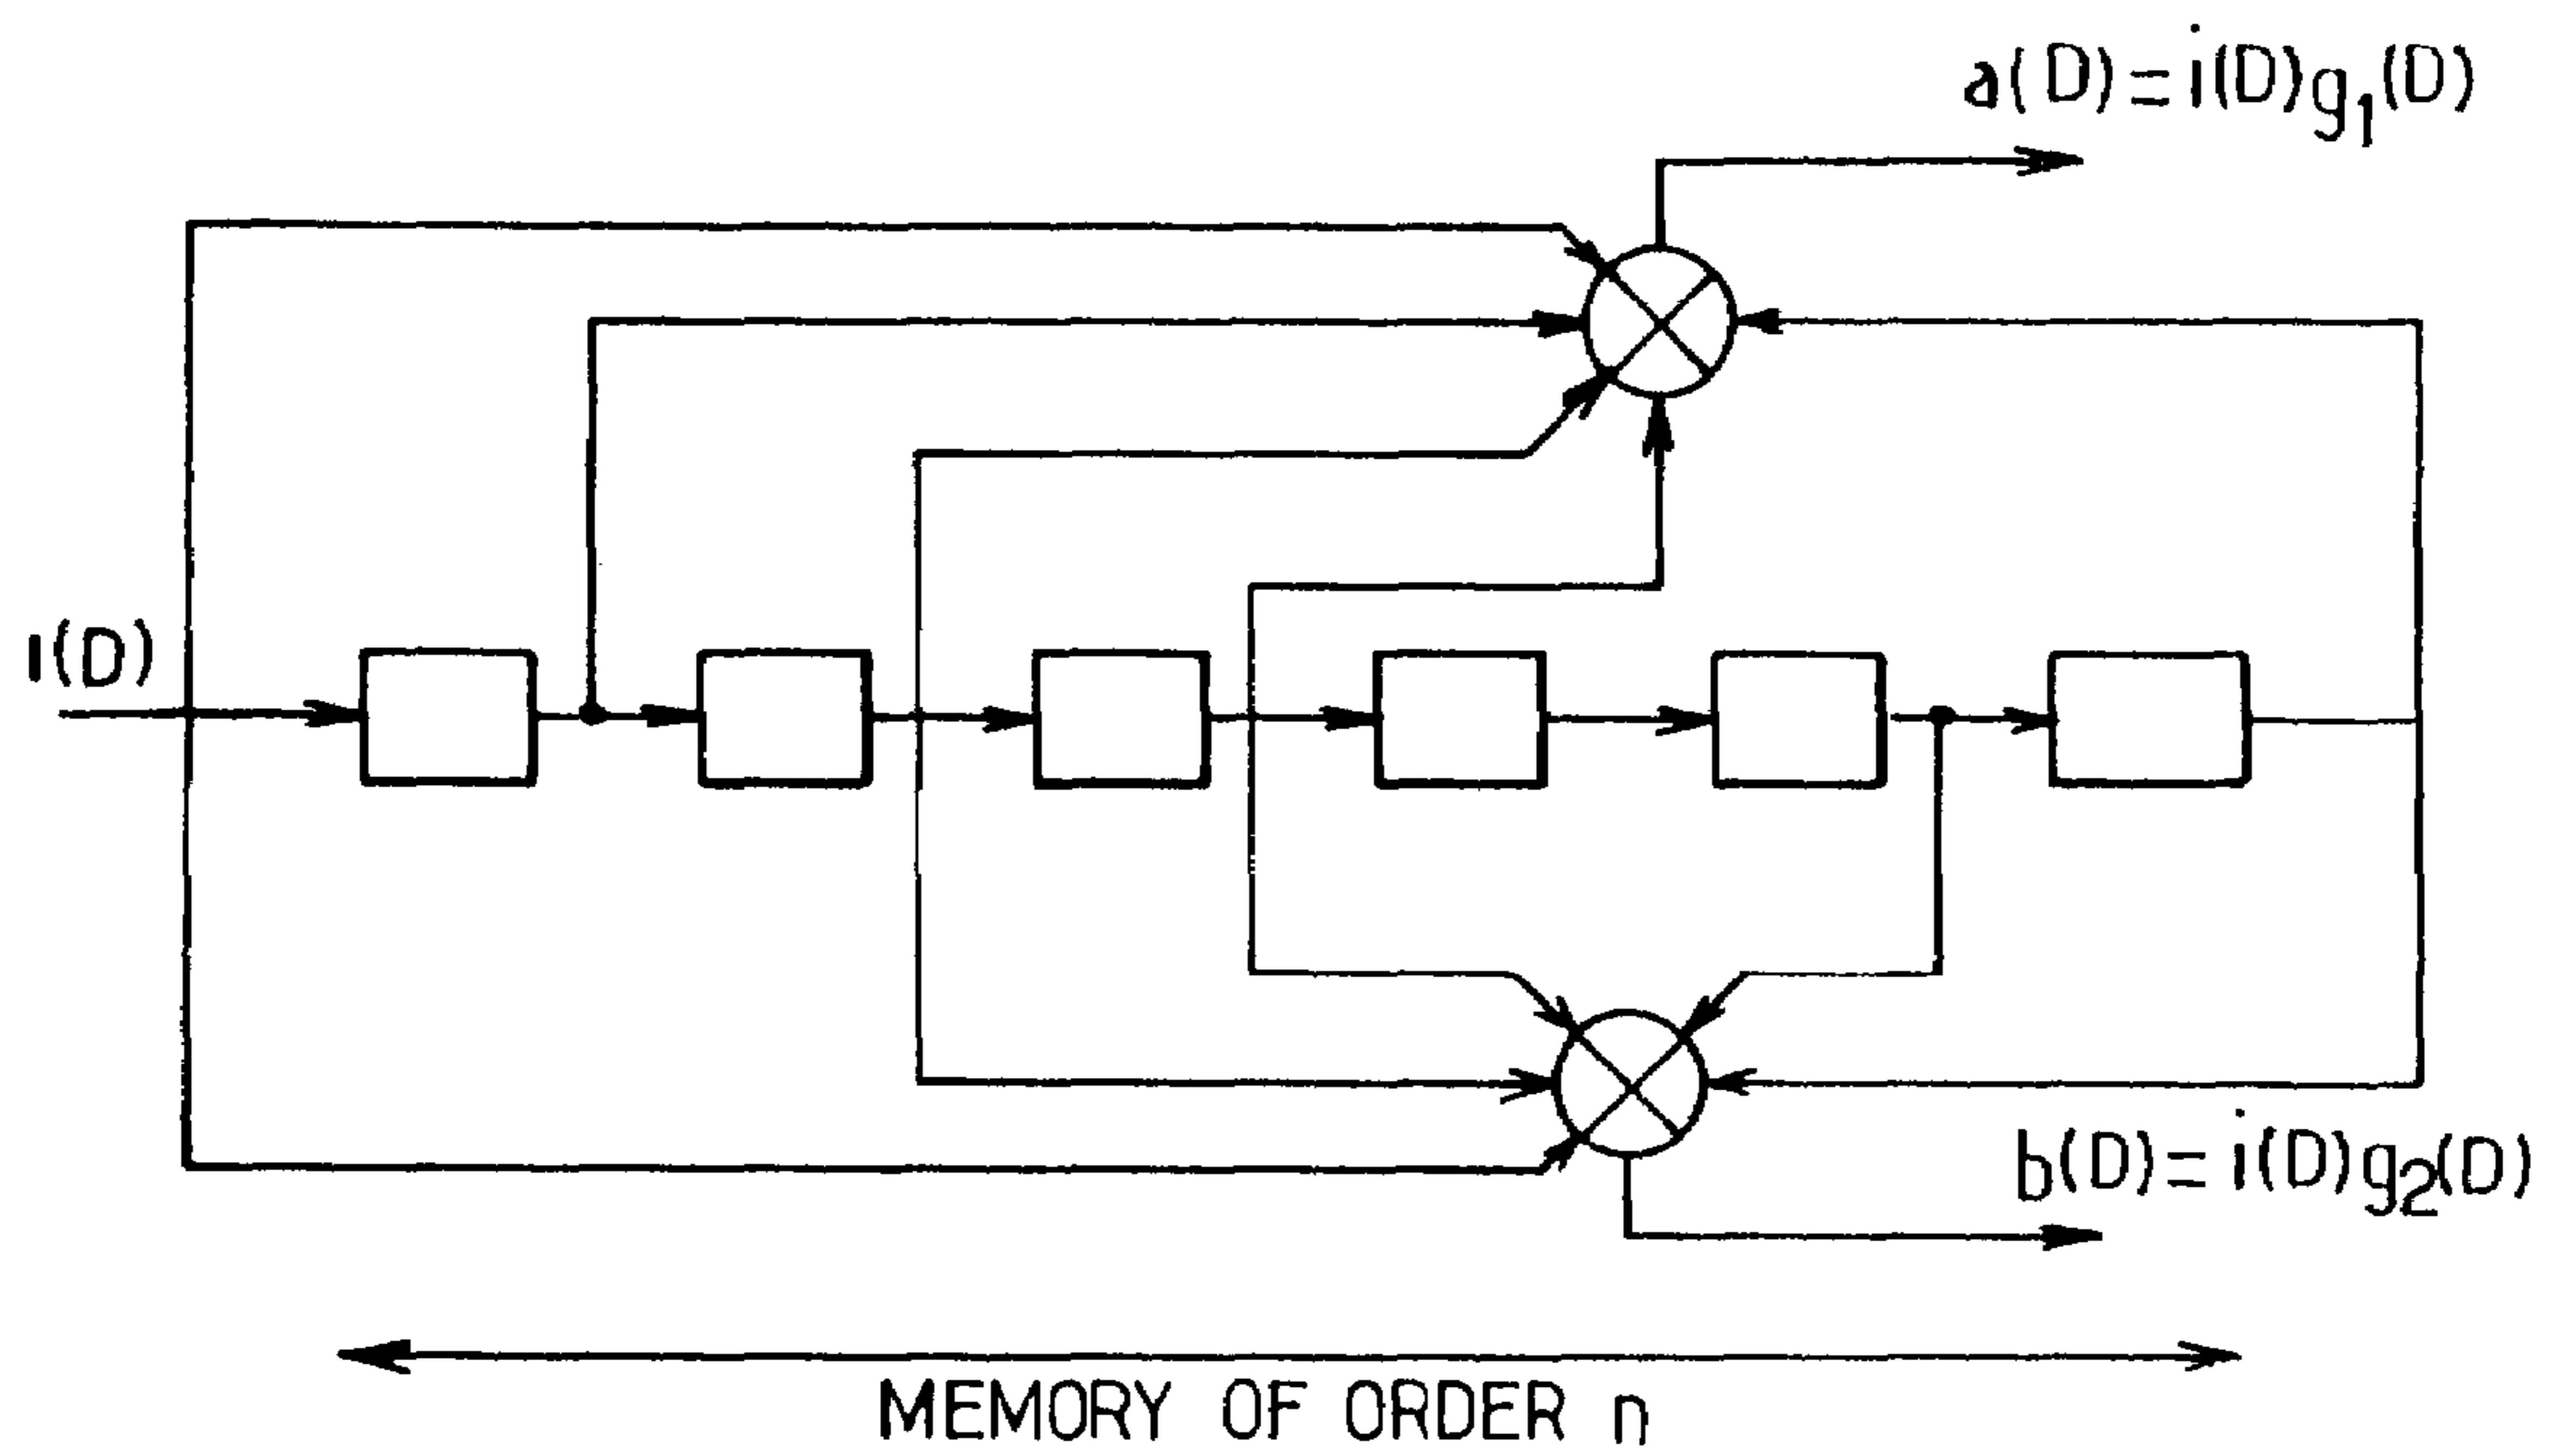 a(D) = i(D)g₁(D)
i(D)
b(D) = i(D)g₂(D)
MEMORY OF ORDER n